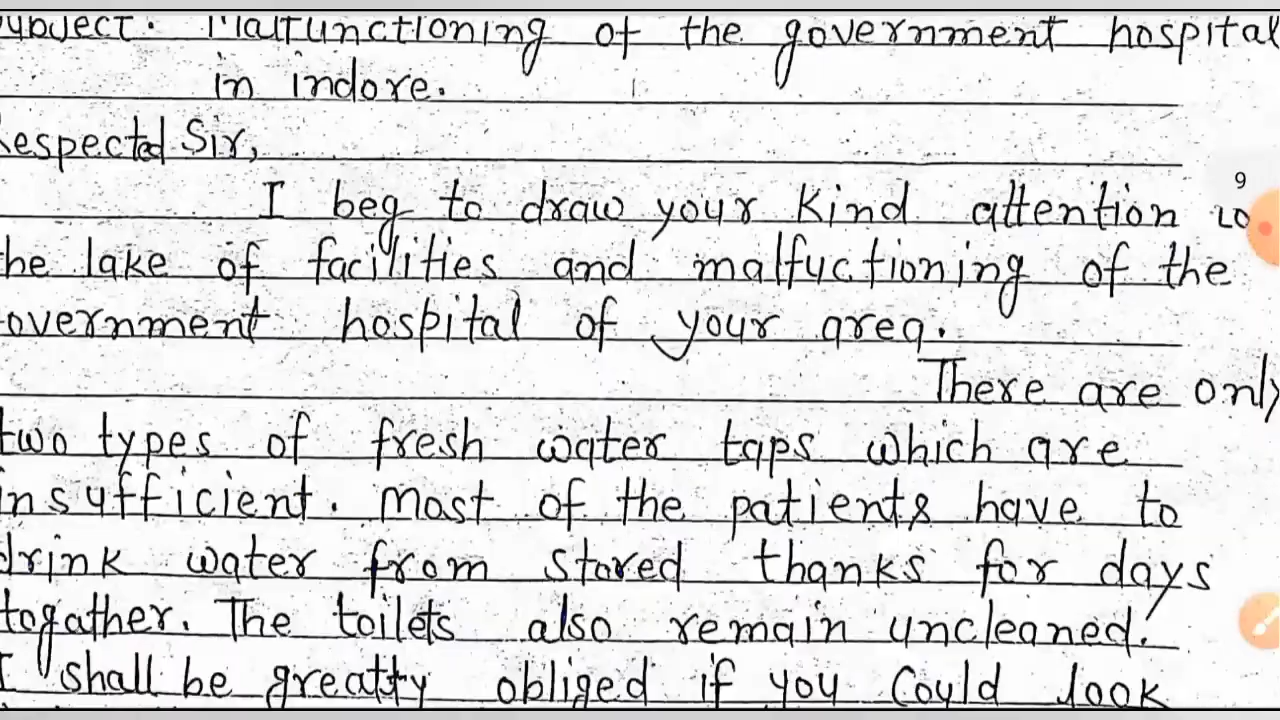 Subject: Malfunctioning of the government hospital
in indore.
Respected Sir,
9
I beg to draw your kind attention to
the lake of facilities and malfuctioning of the
government hospital of your area.
There are only
two types of fresh water taps which are
insufficient. Most of the patients have to
drink water from stored thanks for days
togather. The toilets also remain uncleaned.
I shall be greatty obliged if you Could look